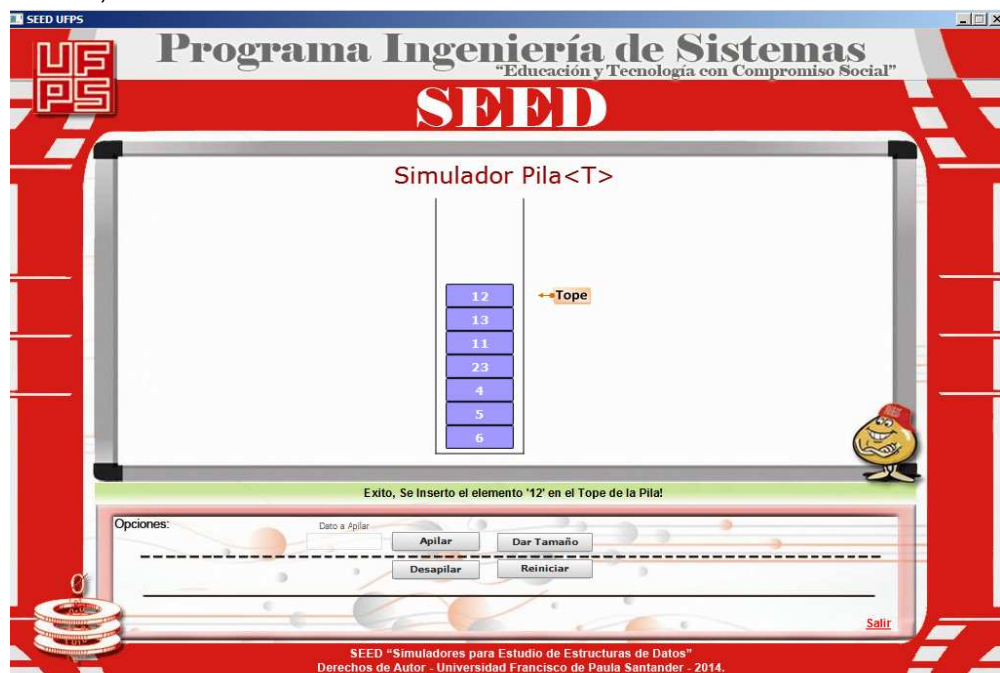 SEED UFPS
UFPS
Programa Ingeniería de Sistemas
“Educación y Tecnología con Compromiso Social”
SEED
Simulador Pila<T>
12
Tope
13
11
23
4
5
6
Exito, Se Inserto el elemento '12' en el Tope de la Pila!
Opciones:
Dato a Apilar
Apilar
Dar Tamaño
Desapilar
Reiniciar
Salir
SEED “Simuladores para Estudio de Estructuras de Datos”
Derechos de Autor - Universidad Francisco de Paula Santander - 2014.